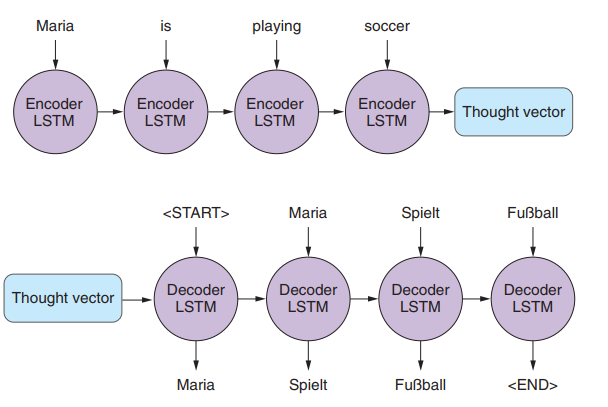 Maria is playing soccer
Encoder Encoder Encoder Encoder
LSTM LSTM LSTM LSTM
Thought vector
<START> Maria Spielt Fußball
Thought vector
Decoder Decoder Decoder Decoder
LSTM LSTM LSTM LSTM
Maria Spielt Fußball <END>